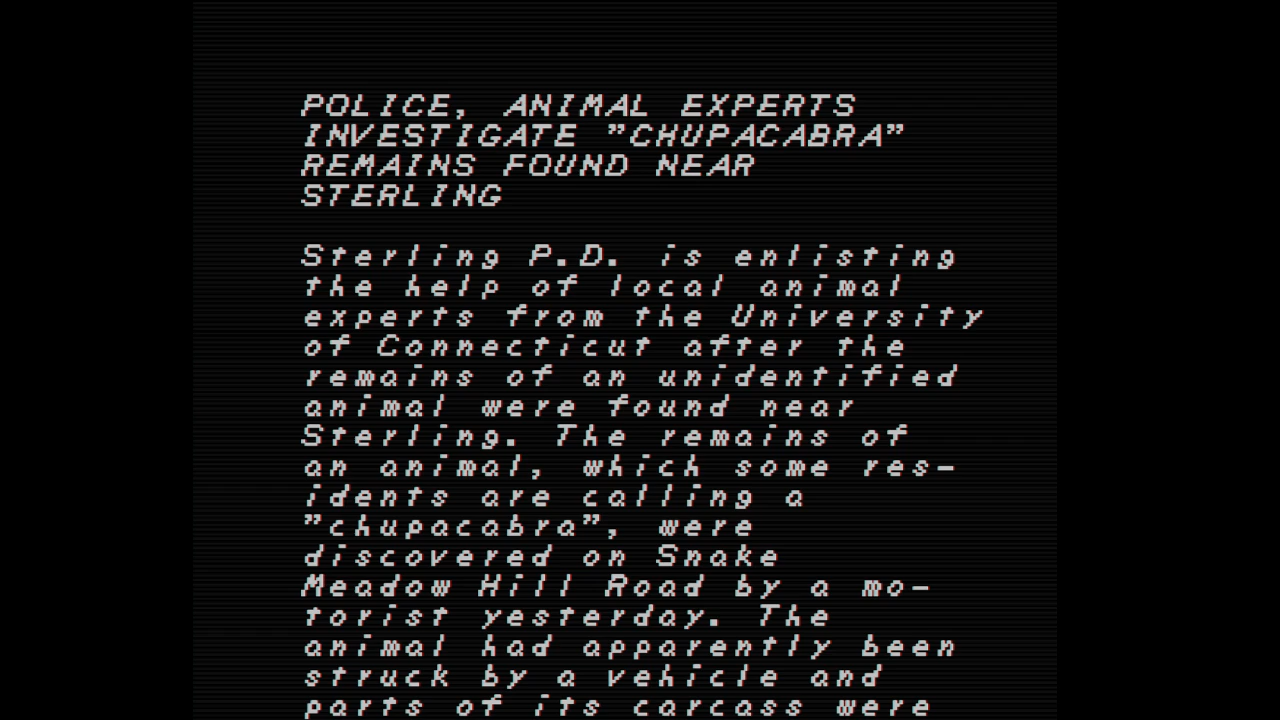 POLICE, ANIMAL EXPERTS
INVESTIGATE "CHUPACABRA"
REMAINS FOUND NEAR
STERLING
Sterling P.D. is enlisting
the help of local animal
experts from the University
of Connecticut after the
remains of an unidentified
animal were found near
Sterling. The remains of
an animal, which some res-
idents are calling a
"chupacabra", were
discovered on Snake
Meadow Hill Road by a mo-
torist yesterday. The
animal had apparently been
struck by a vehicle and
parts of its carcass were